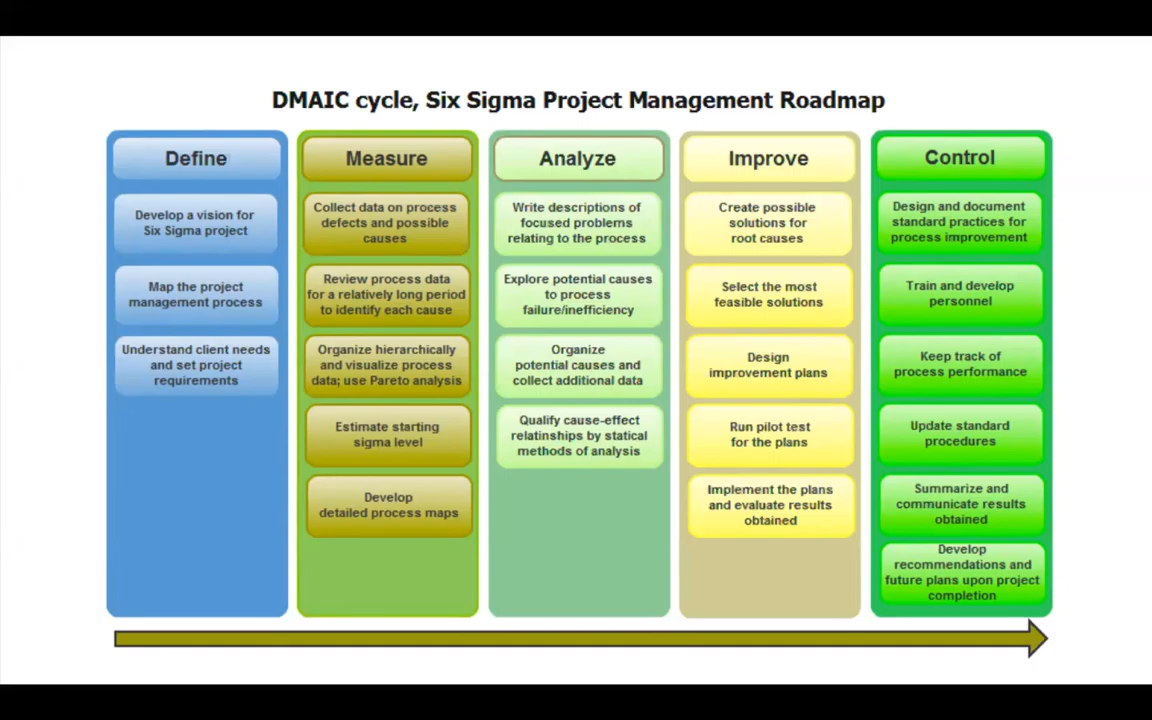 DMAIC cycle, Six Sigma Project Management Roadmap
Define
Develop a vision for
Six Sigma project
Map the project
management process
Understand client needs
and set project
requirements
Measure
Collect data on process
defects and possible
causes
Review process data
for a relatively long period
to identify each cause
Organize hierarchically
and visualize process
data; use Pareto analysis
Estimate starting
sigma level
Develop
detailed process maps
Analyze
Write descriptions of
focused problems
relating to the process
Explore potential causes
to process
failure/inefficiency
Organize
potential causes and
collect additional data
Qualify cause-effect
relatinships by statical
methods of analysis
Improve
Create possible
solutions for
root causes
Select the most
feasible solutions
Design
improvement plans
Run pilot test
for the plans
Implement the plans
and evaluate results
obtained
Control
Design and document
standard practices for
process improvement
Train and develop
personnel
Keep track of
process performance
Update standard
procedures
Summarize and
communicate results
obtained
Develop
recommendations and
future plans upon project
completion